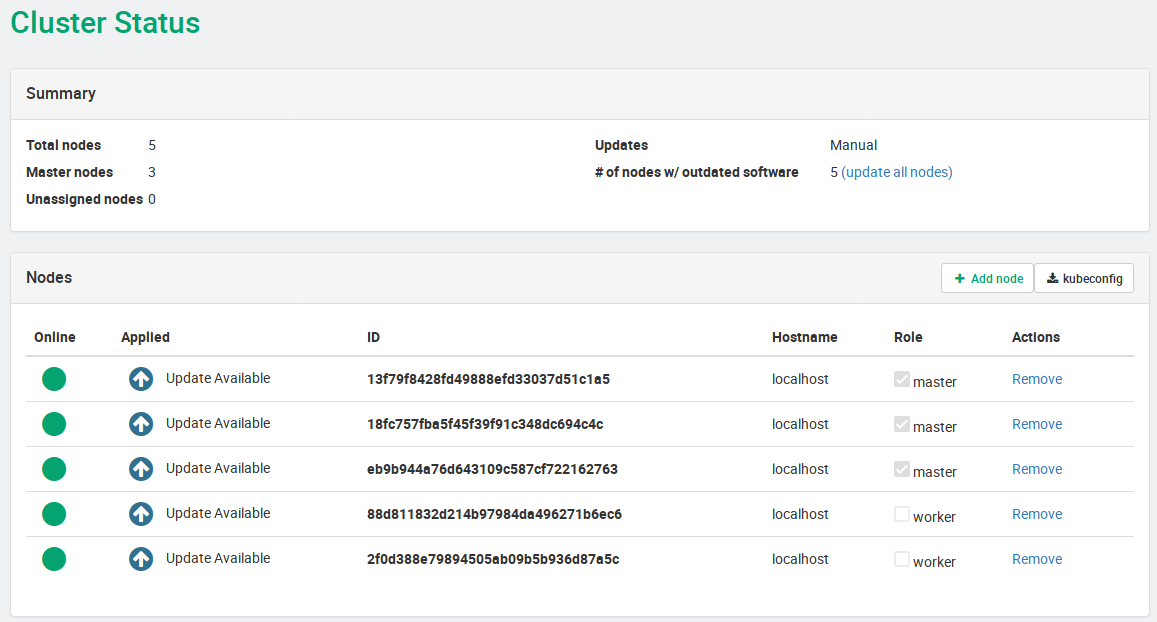 Cluster Status
Summary
Total nodes 5
Updates Manual
Master nodes 3
# of nodes w/ outdated software 5 (update all nodes)
Unassigned nodes 0
Nodes
Add node
kubeconfig
Online Applied ID Hostname Role Actions
Update Available 13f79f8428fd49888efd33037d51c1a5 localhost master Remove
Update Available 18fc757fba5f45f39f91c348dc694c4c localhost master Remove
Update Available eb9b944a76d643109c587cf722162763 localhost master Remove
Update Available 88d811832d214b97984da496271b6ec6 localhost worker Remove
Update Available 2f0d388e79894505ab09b5b936d87a5c localhost worker Remove